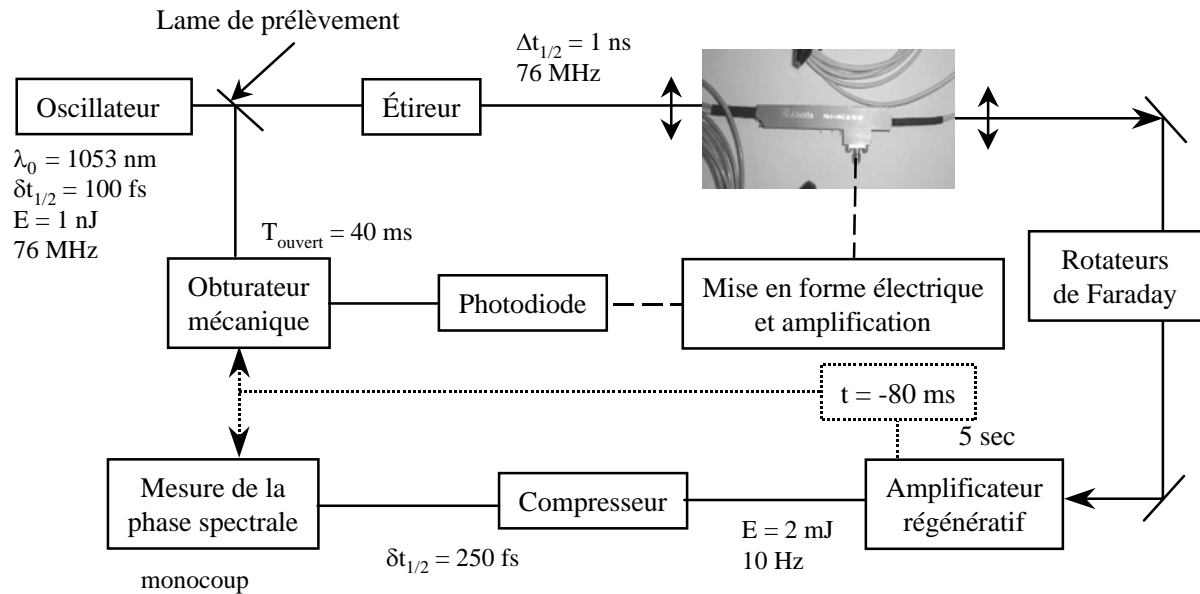 Lame de prélèvement
Δt1/2 = 1 ns
76 MHz
Oscillateur
Étireur
λ0 = 1053 nm
δt1/2 = 100 fs
E = 1 nJ
76 MHz
Touvert = 40 ms
Obturateur
mécanique
Photodiode
Mise en forme électrique
et amplification
Rotateurs
de Faraday
t = -80 ms
5 sec
Mesure de la
phase spectrale
Compresseur
Amplificateur
régénératif
E = 2 mJ
10 Hz
δt1/2 = 250 fs
monocoup